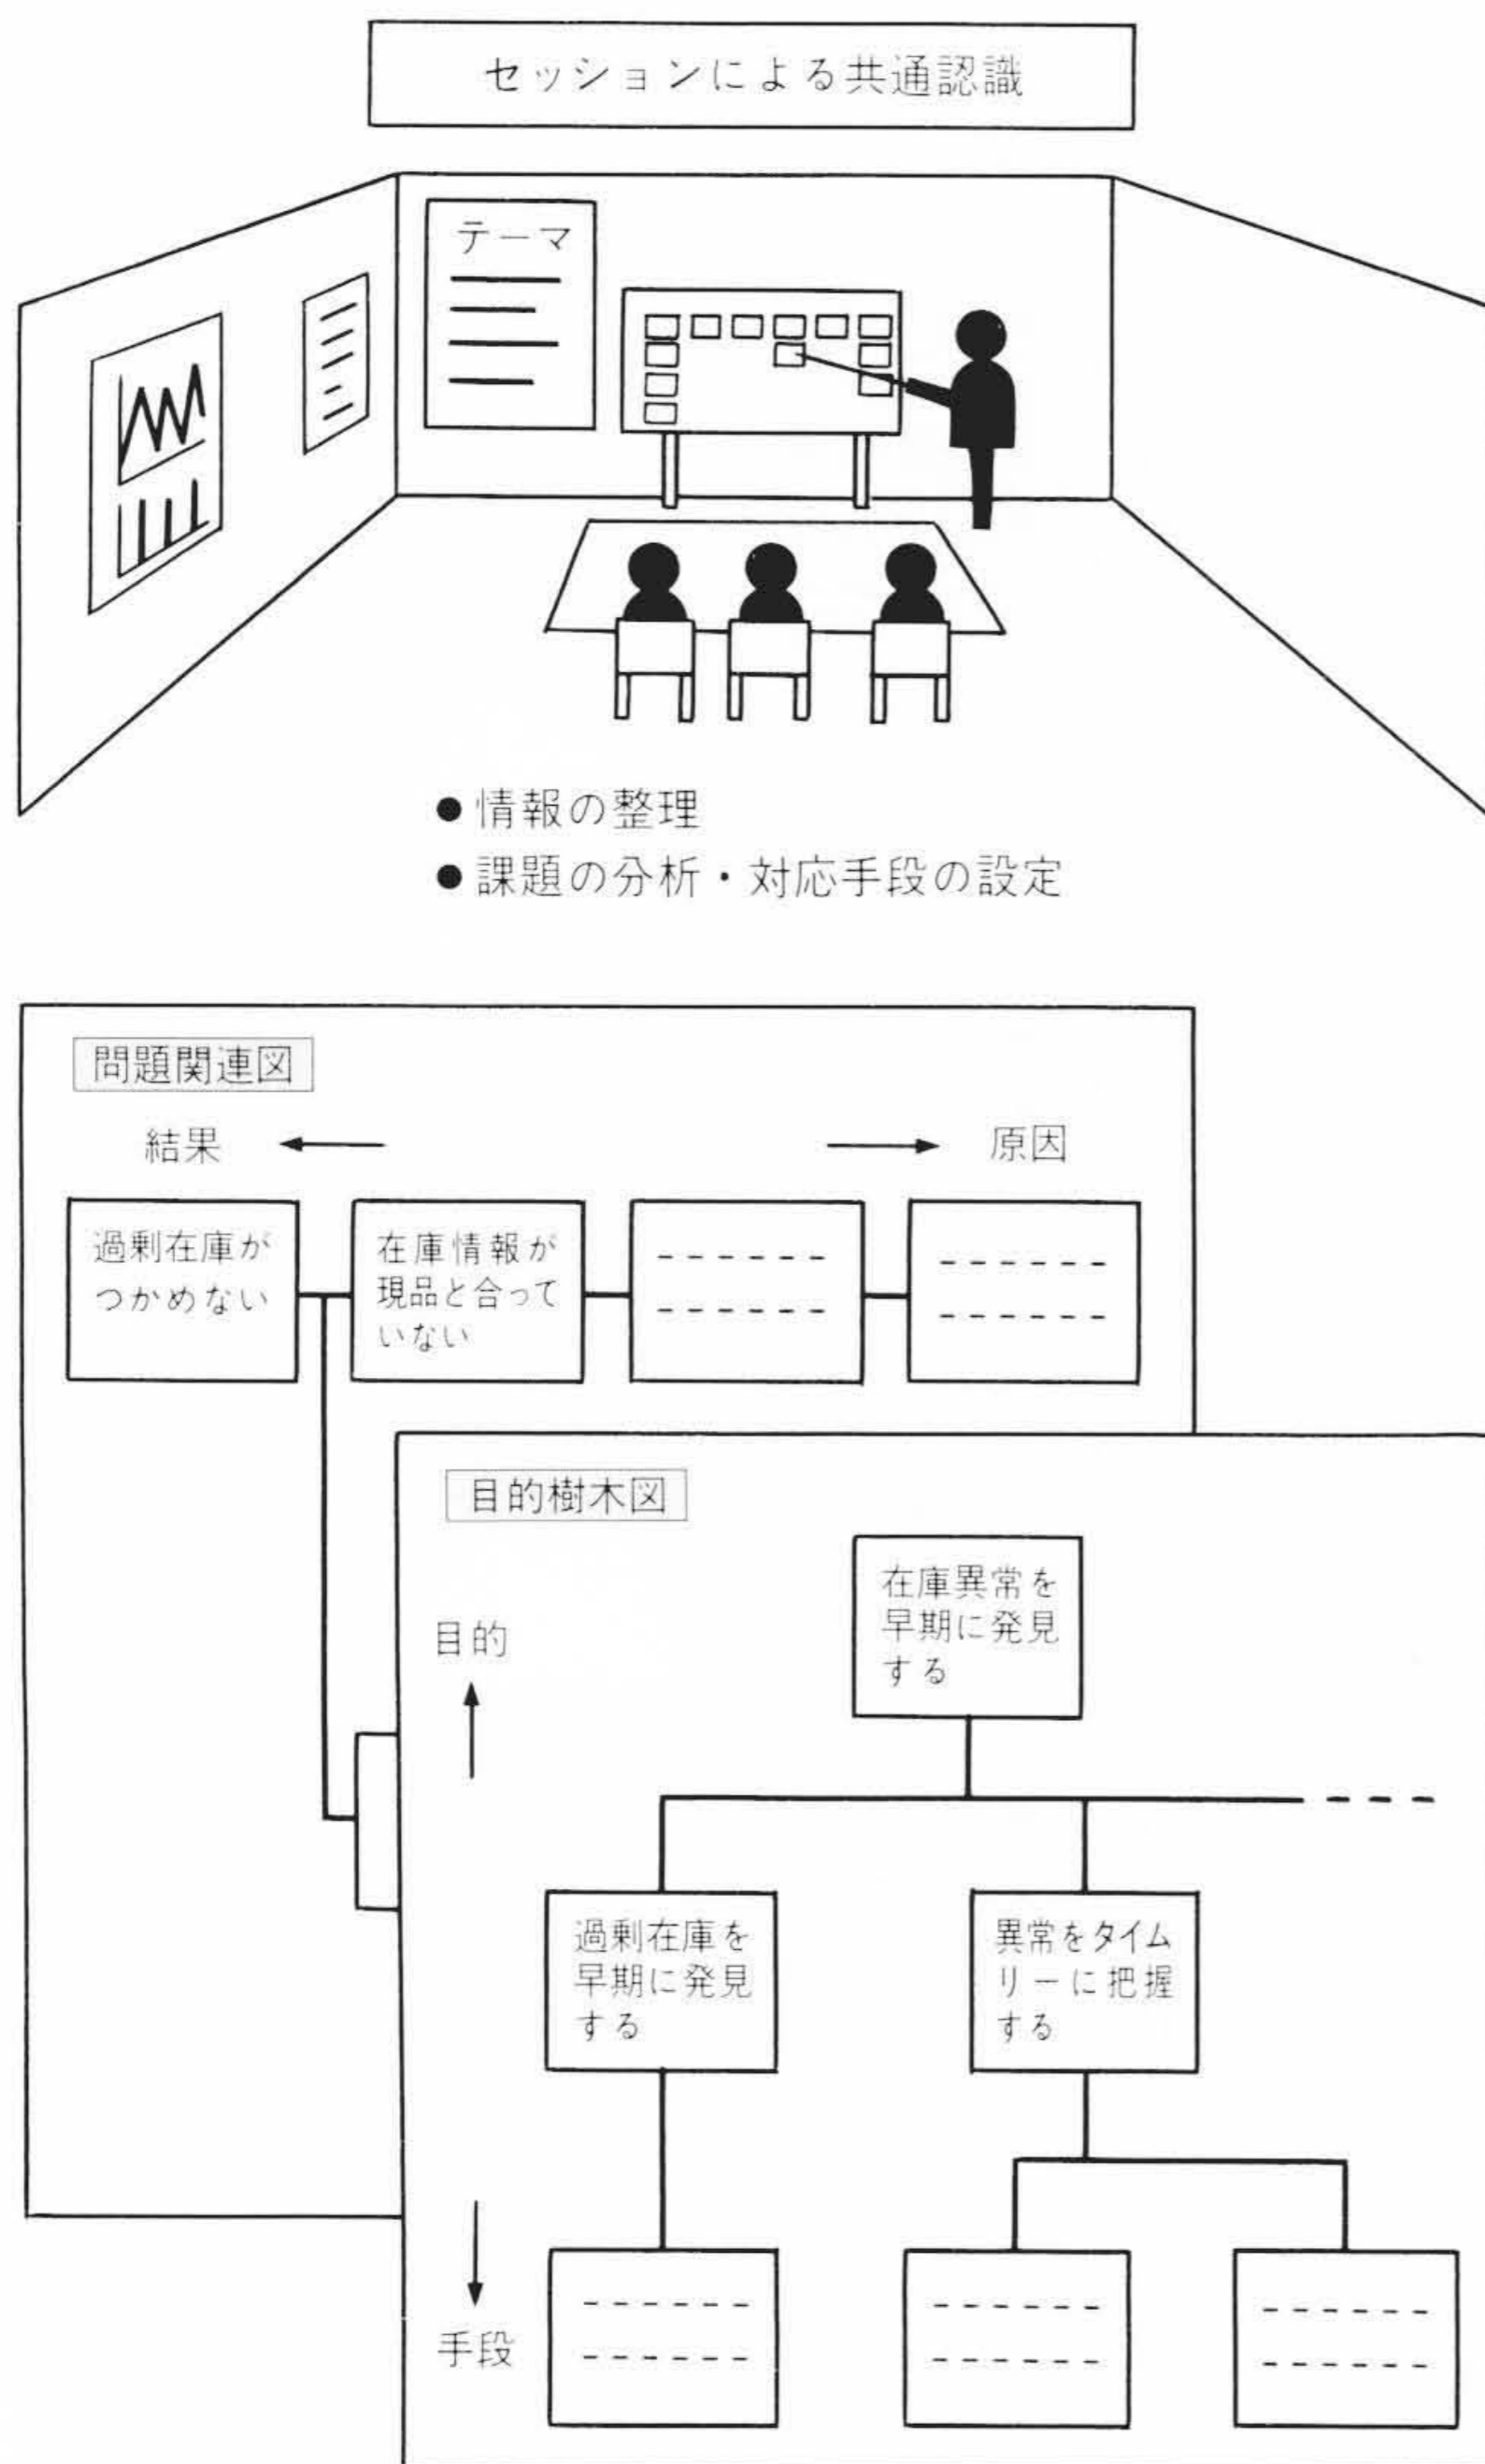 セッションによる共通認識
テーマ
●情報の整理
●課題の分析・対応手段の設定
問題関連図
結果
原因
過剰在庫が
つかめない
在庫情報が
現品と合って
いない
目的樹木図
目的
在庫異常を
早期に発見
する
過剰在庫を
早期に発見
する
異常をタイム
リーに把握
する
手段